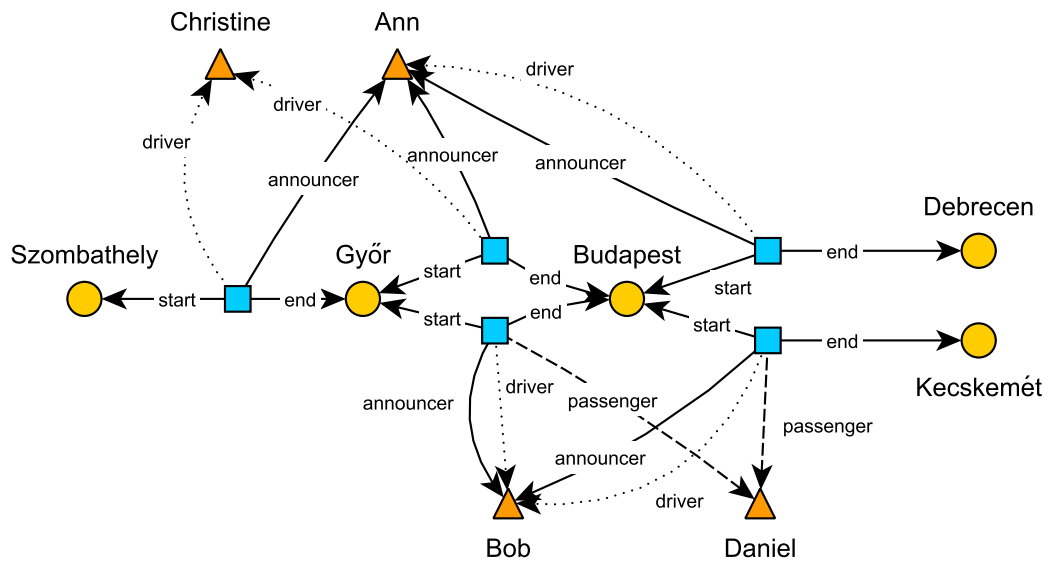 Christine
Ann
driver
driver
driver
announcer
announcer
announcer
Debrecen
Szombathely
Győr
Budapest
start
end
end
start
start
end
start
end
start
start
end
Kecskemét
announcer
driver
passenger
passenger
announcer
driver
Bob
Daniel